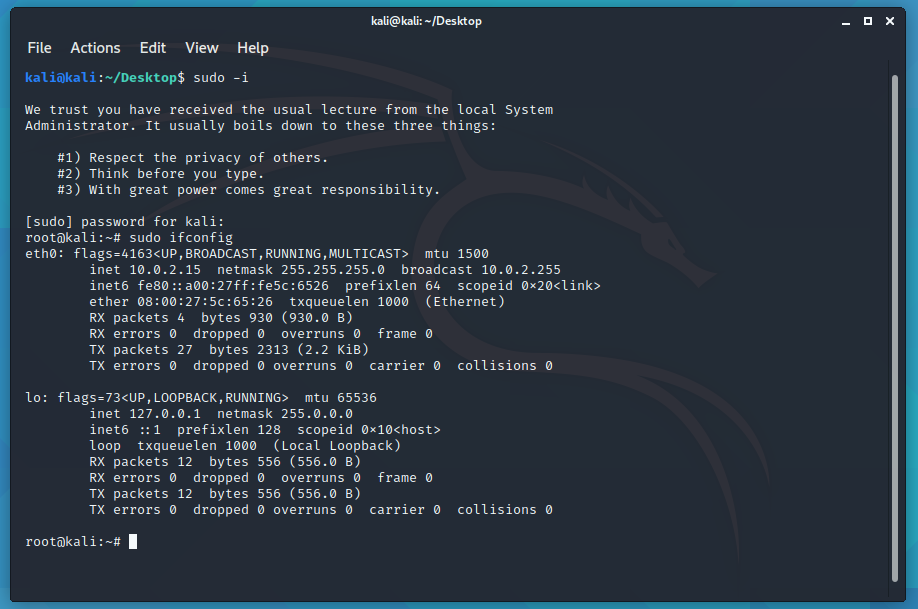 kali@kali: ~/Desktop
File Actions Edit View Help
kali@kali:~/Desktop$ sudo -i
We trust you have received the usual lecture from the local System
Administrator. It usually boils down to these three things:
#1) Respect the privacy of others.
#2) Think before you type.
#3) With great power comes great responsibility.
[sudo] password for kali:
root@kali:~# sudo ifconfig
eth0: flags=4163<UP,BROADCAST,RUNNING,MULTICAST>  mtu 1500
inet 10.0.2.15  netmask 255.255.255.0  broadcast 10.0.2.255
inet6 fe80::a00:27ff:fe5c:6526  prefixlen 64  scopeid 0×20<link>
ether 08:00:27:5c:65:26  txqueuelen 1000  (Ethernet)
RX packets 4  bytes 930 (930.0 B)
RX errors 0  dropped 0  overruns 0  frame 0
TX packets 27  bytes 2313 (2.2 KiB)
TX errors 0  dropped 0 overruns 0  carrier 0  collisions 0
lo: flags=73<UP,LOOPBACK,RUNNING>  mtu 65536
inet 127.0.0.1  netmask 255.0.0.0
inet6 ::1  prefixlen 128  scopeid 0×10<host>
loop  txqueuelen 1000  (Local Loopback)
RX packets 12  bytes 556 (556.0 B)
RX errors 0  dropped 0  overruns 0  frame 0
TX packets 12  bytes 556 (556.0 B)
TX errors 0  dropped 0 overruns 0  carrier 0  collisions 0
root@kali:~#